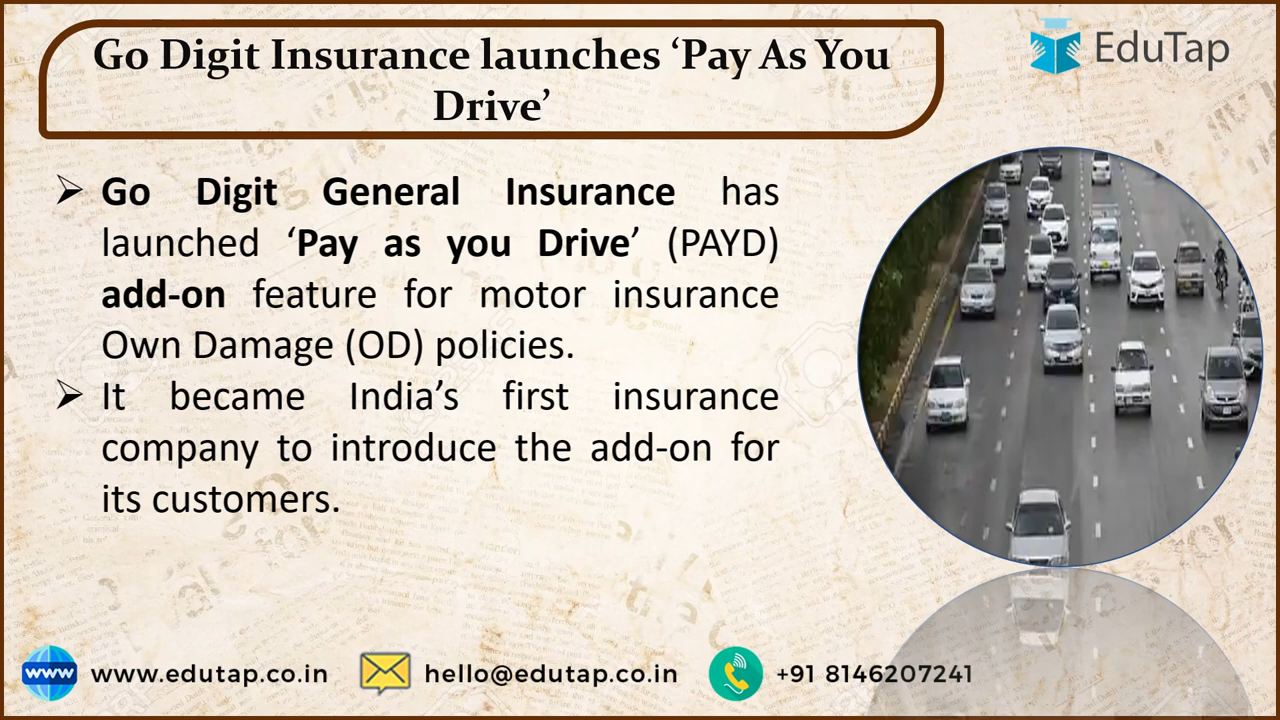 Go Digit Insurance launches ‘Pay As You
Drive’
EduTap
➢ Go Digit General Insurance has
launched ‘Pay as you Drive’ (PAYD)
add-on feature for motor insurance
Own Damage (OD) policies.
➢ It became India’s first insurance
company to introduce the add-on for
its customers.
www www.edutap.co.in hello@edutap.co.in +91 8146207241